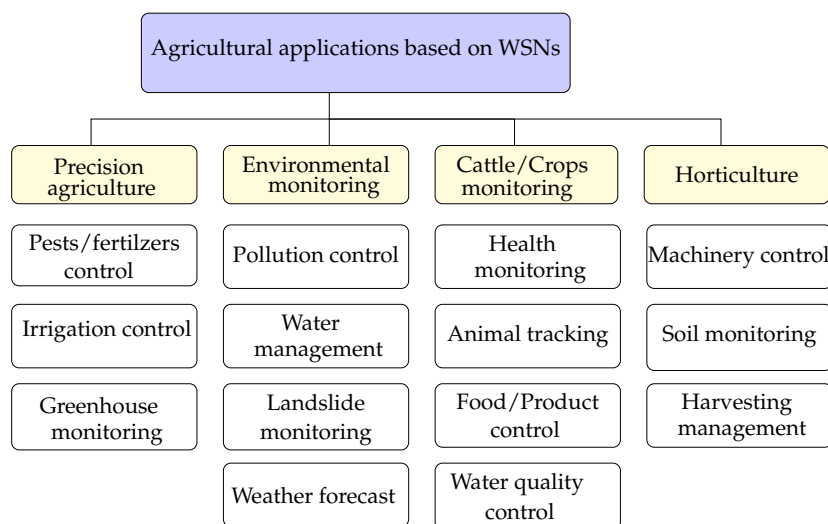 Agricultural applications based on WSNs
Precision
agriculture
Environmental
monitoring
Cattle/Crops
monitoring
Horticulture
Pests/fertilzers
control
Pollution control
Health
monitoring
Machinery control
Irrigation control
Water
management
Animal tracking
Soil monitoring
Greenhouse
monitoring
Landslide
monitoring
Food/Product
control
Harvesting
management
Weather forecast
Water quality
control